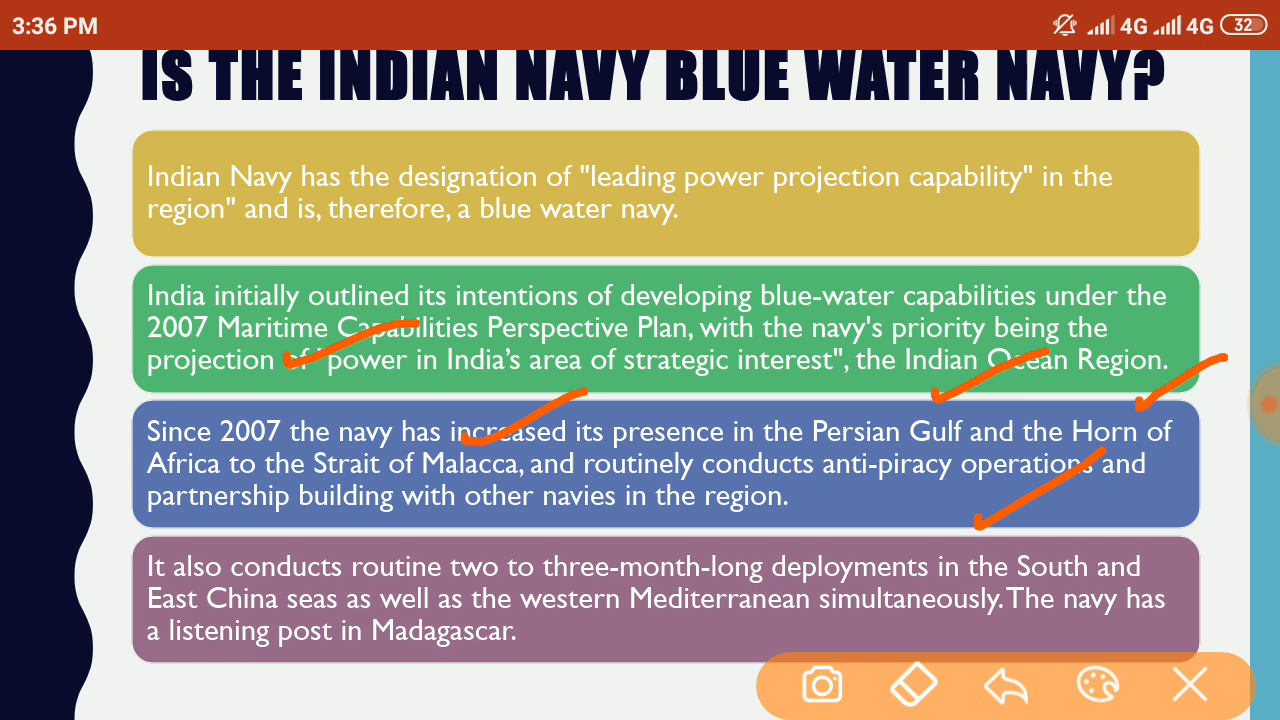 3:36 PM
4G 4G 32
IS THE INDIAN NAVY BLUE WATER NAVY?
Indian Navy has the designation of "leading power projection capability" in the
region" and is, therefore, a blue water navy.
India initially outlined its intentions of developing blue-water capabilities under the
2007 Maritime Capabilities Perspective Plan, with the navy's priority being the
projection of "power in India’s area of strategic interest", the Indian Ocean Region.
Since 2007 the navy has increased its presence in the Persian Gulf and the Horn of
Africa to the Strait of Malacca, and routinely conducts anti-piracy operations and
partnership building with other navies in the region.
It also conducts routine two to three-month-long deployments in the South and
East China seas as well as the western Mediterranean simultaneously. The navy has
a listening post in Madagascar.